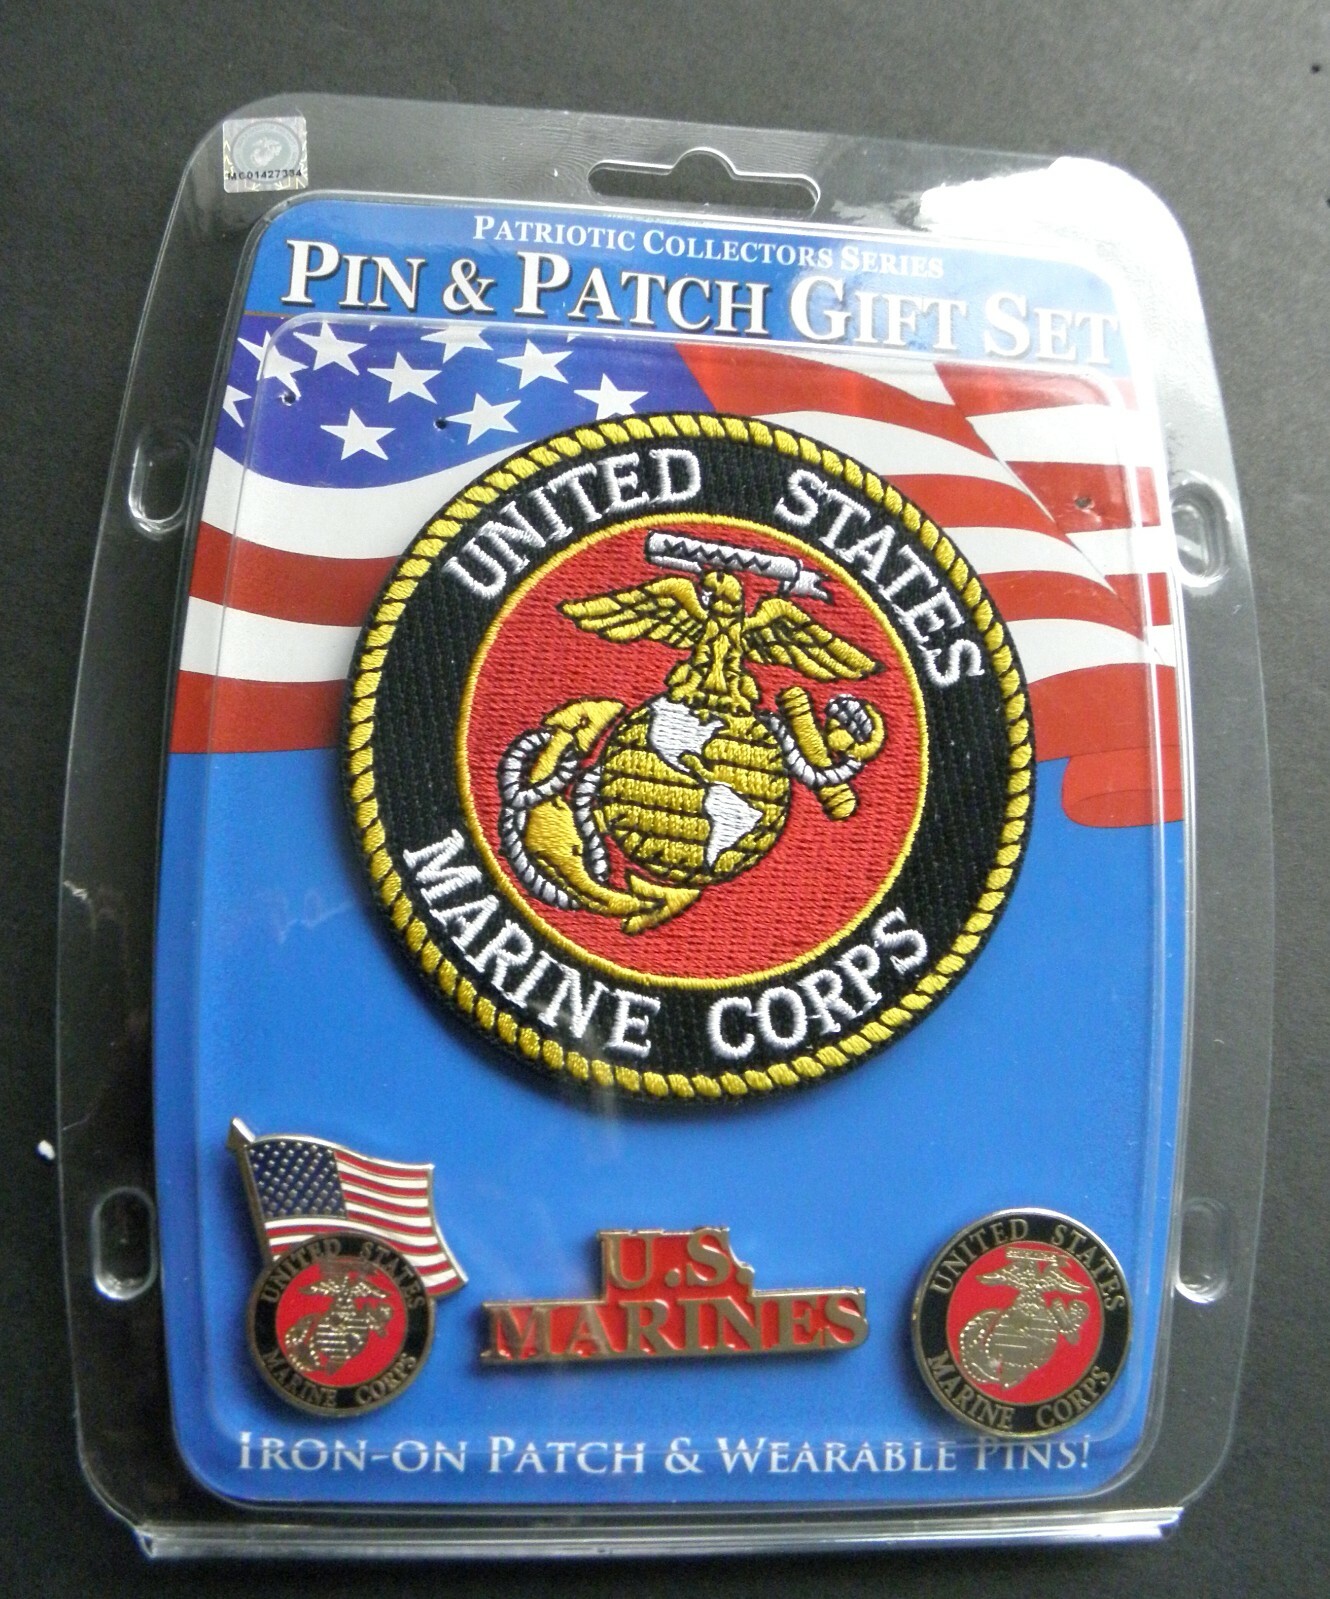 MC01427334
PATRIOTIC COLLECTORS SERIES
PIN & PATCH GIFT SET
UNITED STATES
MARINE CORPS
UNITED STATES
MARINE CORPS
U.S.
MARINES
UNITED STATES
MARINE CORPS
IRON-ON PATCH & WEARABLE PINS!